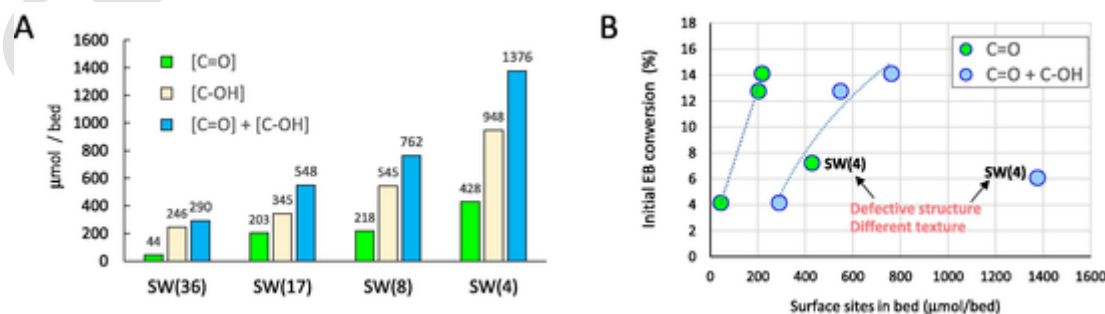 A
1600
1400
1200
1000
800
600
400
200
0
μmol / bed
[C=O]
[C-OH]
[C=O] + [C-OH]
44
246
290
203
345
548
218
545
762
428
948
1376
SW(36)
SW(17)
SW(8)
SW(4)
B
18
16
14
12
10
8
6
4
2
0
Initial EB conversion (%)
C=O
C=O + C-OH
SW(4)
SW(4)
Defective structure
Different texture
0
200
400
600
800
1000
1200
1400
1600
Surface sites in bed (μmol/bed)